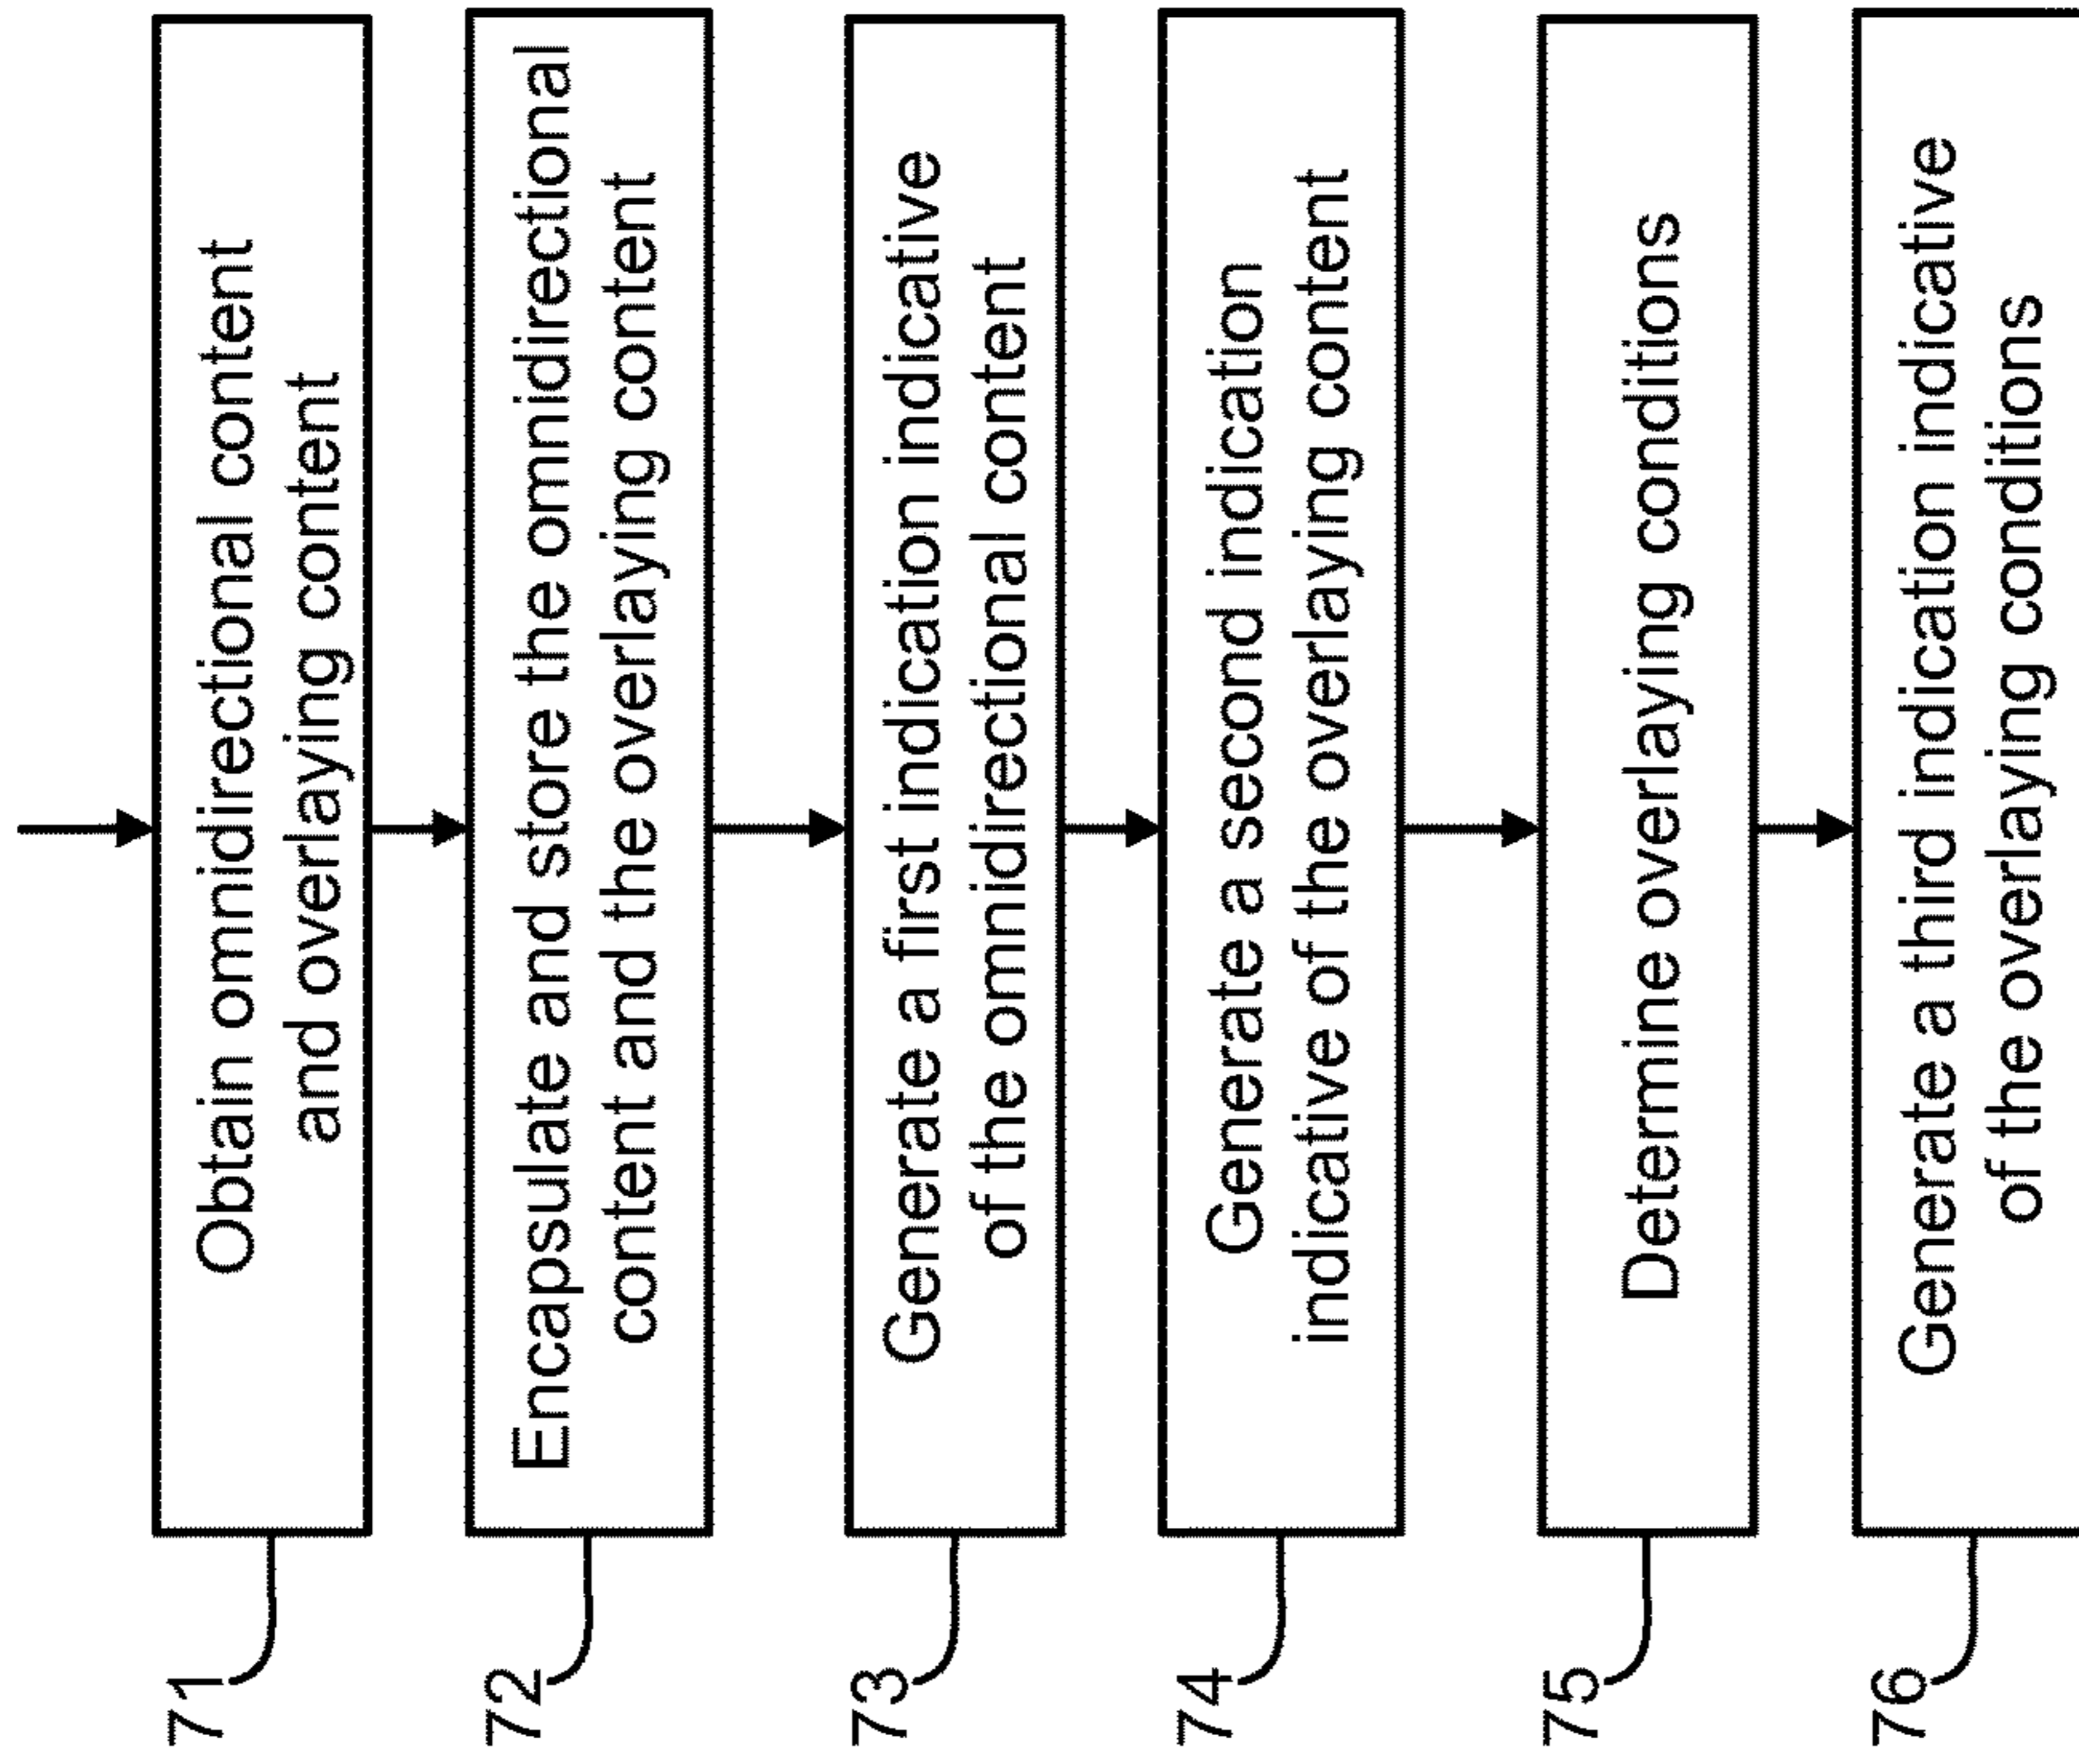 71
Obtain omnidirectional content
and overlaying content
72
Encapsulate and store the omnidirectional
content and the overlaying content
73
Generate a first indication indicative
of the omnidirectional content
74
Generate a second indication
indicative of the overlaying content
75
Determine overlaying conditions
76
Generate a third indication indicative
of the overlaying conditions